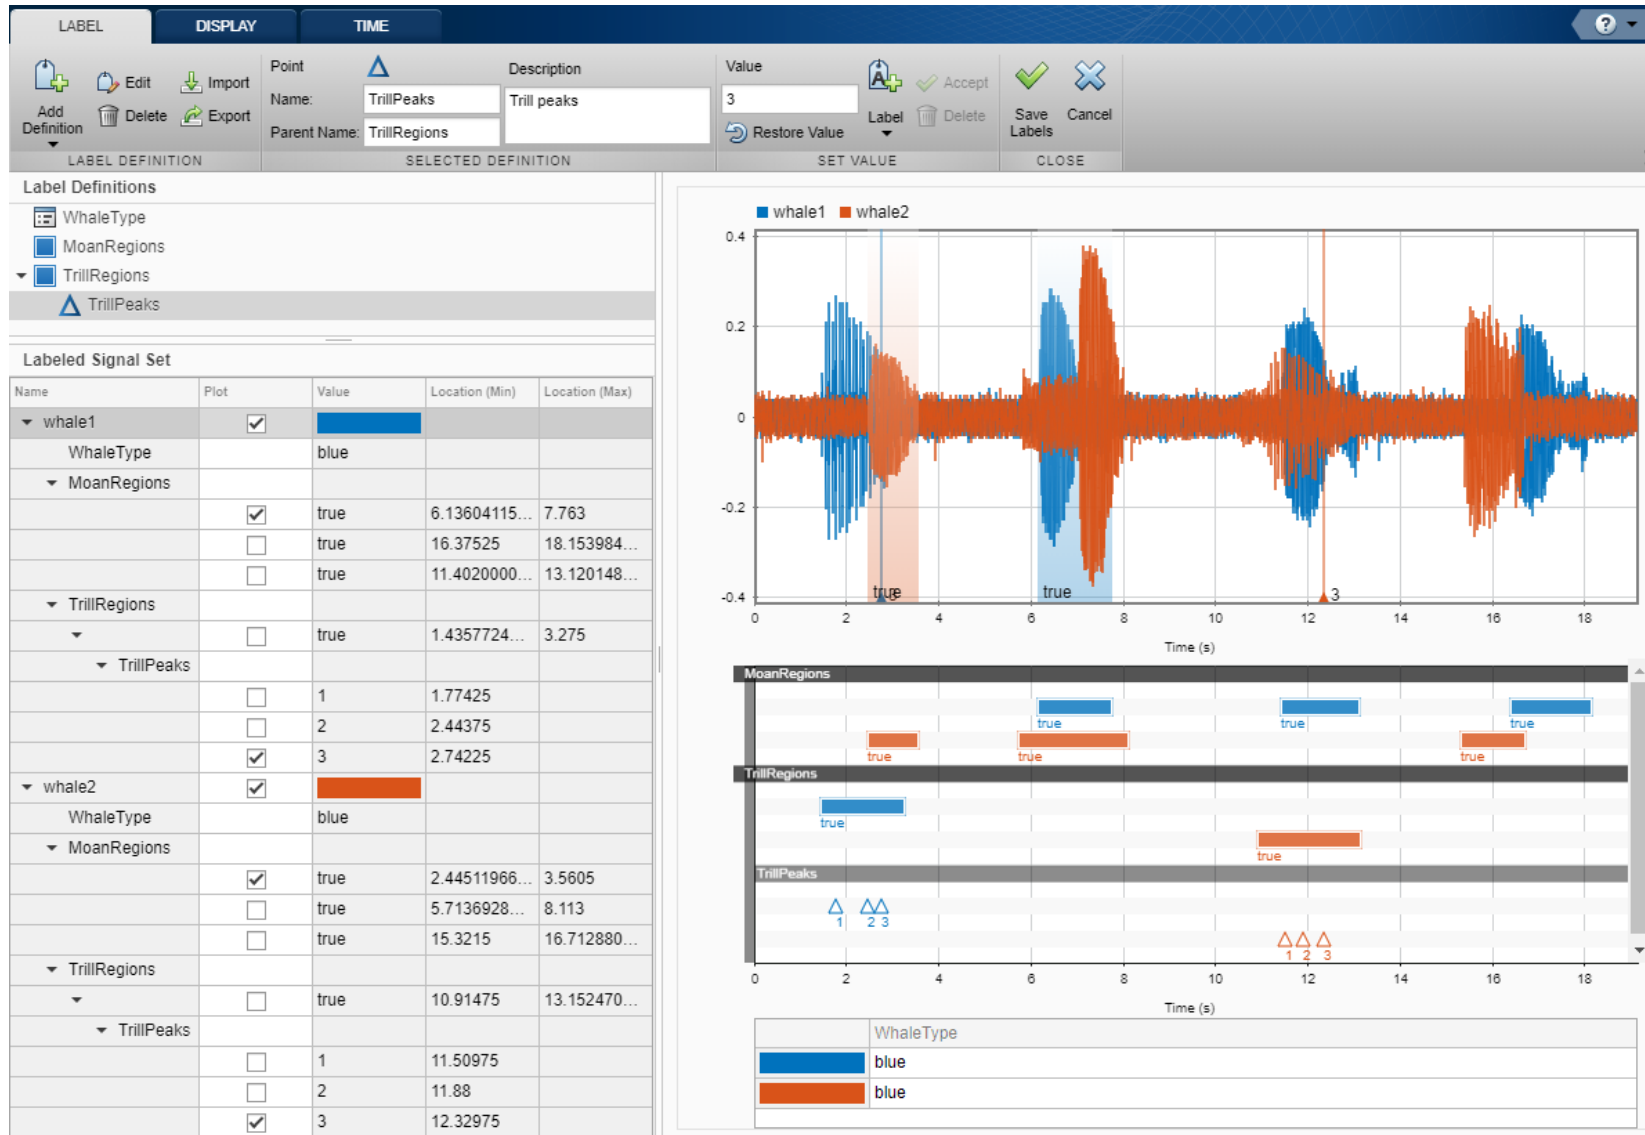 LABEL DISPLAY TIME ?
Add Definition Edit Delete Import Export
LABEL DEFINITION
Point
Name: TrillPeaks
Parent Name: TrillRegions
Description
Trill peaks
SELECTED DEFINITION
Value
3
Restore Value
A Label Accept Delete
SET VALUE
Save Labels Cancel
CLOSE
Label Definitions
WhaleType
MoanRegions
TrillRegions
TrillPeaks
Labeled Signal Set
Name Plot Value Location (Min) Location (Max)
whale1
WhaleType blue
MoanRegions
true 6.13604115... 7.763
true 16.37525 18.153984...
true 11.4020000... 13.120148...
TrillRegions
true 1.4357724... 3.275
TrillPeaks
1 1.77425
2 2.44375
3 2.74225
whale2
WhaleType blue
MoanRegions
true 2.44511966... 3.5605
true 5.7136928... 8.113
true 15.3215 16.712880...
TrillRegions
true 10.91475 13.152470...
TrillPeaks
1 11.50975
2 11.88
3 12.32975
whale1 whale2
0.4
0.2
0
-0.2
-0.4
true 3 true 3
0 2 4 6 8 10 12 14 16 18
Time (s)
MoanRegions
true true true
true true true
TrillRegions
true
true
TrillPeaks
1 2 3
1 2 3
0 2 4 6 8 10 12 14 16 18
Time (s)
WhaleType
blue
blue